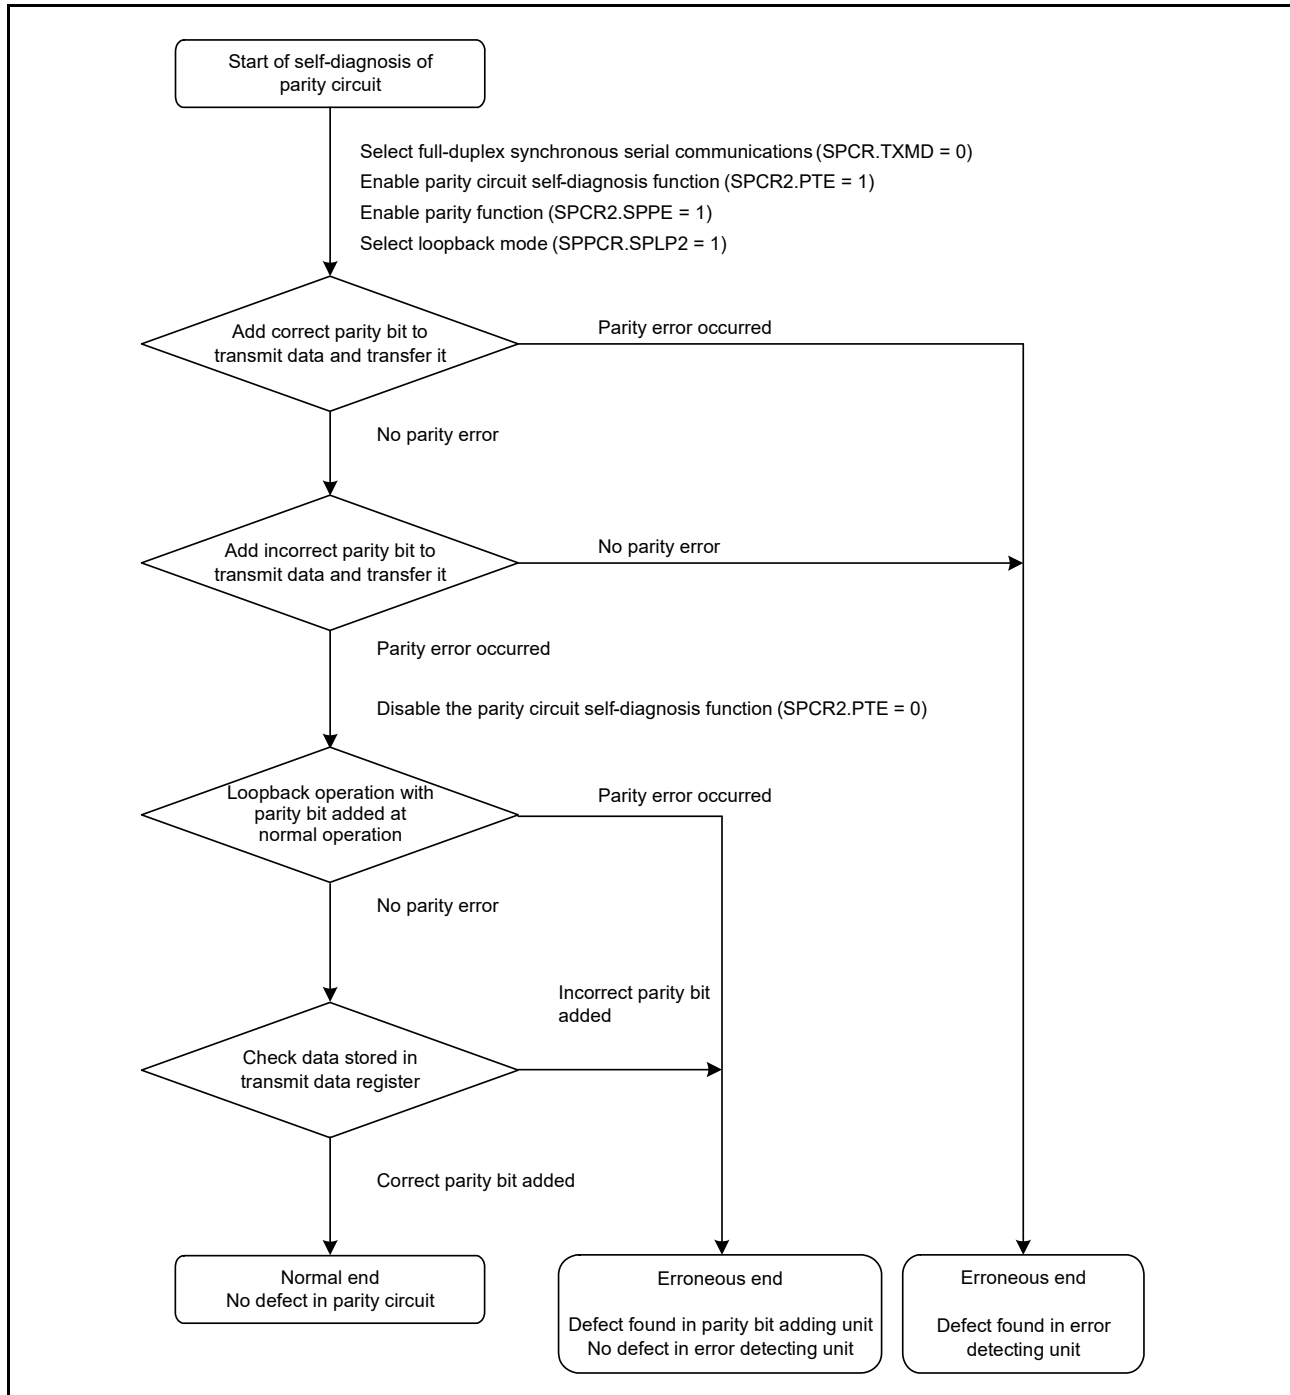 Start of self-diagnosis of
parity circuit
Select full-duplex synchronous serial communications (SPCR.TXMD = 0)
Enable parity circuit self-diagnosis function (SPCR2.PTE = 1)
Enable parity function (SPCR2.SPPE = 1)
Select loopback mode (SPPCR.SPLP2 = 1)
Add correct parity bit to
transmit data and transfer it
Parity error occurred
No parity error
Add incorrect parity bit to
transmit data and transfer it
No parity error
Parity error occurred
Disable the parity circuit self-diagnosis function (SPCR2.PTE = 0)
Loopback operation with
parity bit added at
normal operation
Parity error occurred
No parity error
Incorrect parity bit
added
Check data stored in
transmit data register
Correct parity bit added
Normal end
No defect in parity circuit
Erroneous end
Defect found in parity bit adding unit
No defect in error detecting unit
Erroneous end
Defect found in error
detecting unit